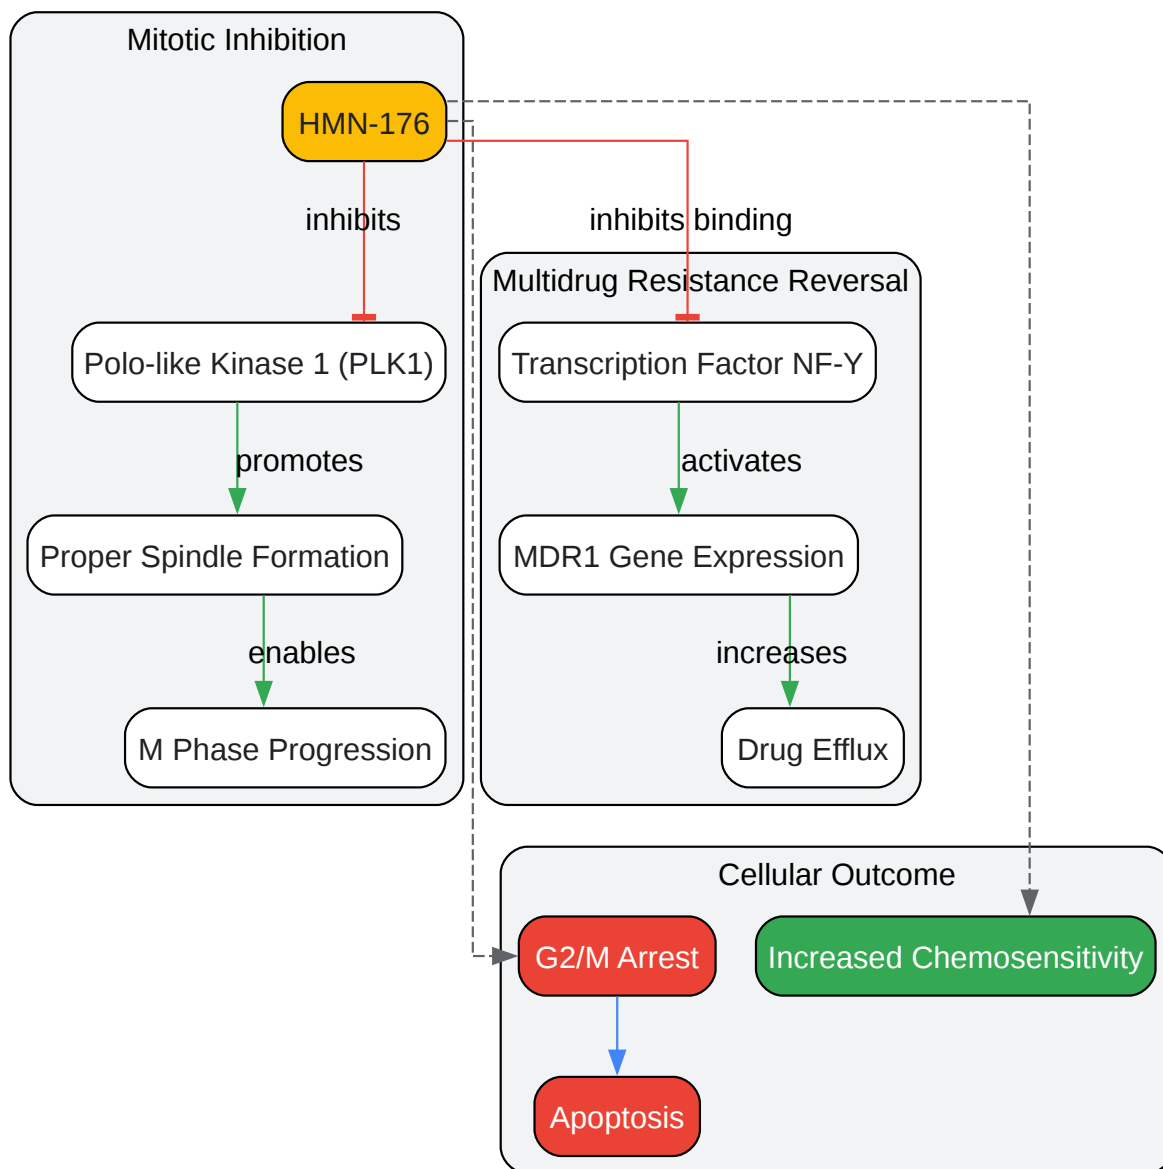 Mitotic Inhibition
HMN-176
inhibits
inhibits binding
Multidrug Resistance Reversal
Polo-like Kinase 1 (PLK1)
Transcription Factor NF-Y
promotes
activates
Proper Spindle Formation
MDR1 Gene Expression
enables
increases
M Phase Progression
Drug Efflux
Cellular Outcome
G2/M Arrest
Increased Chemosensitivity
Apoptosis